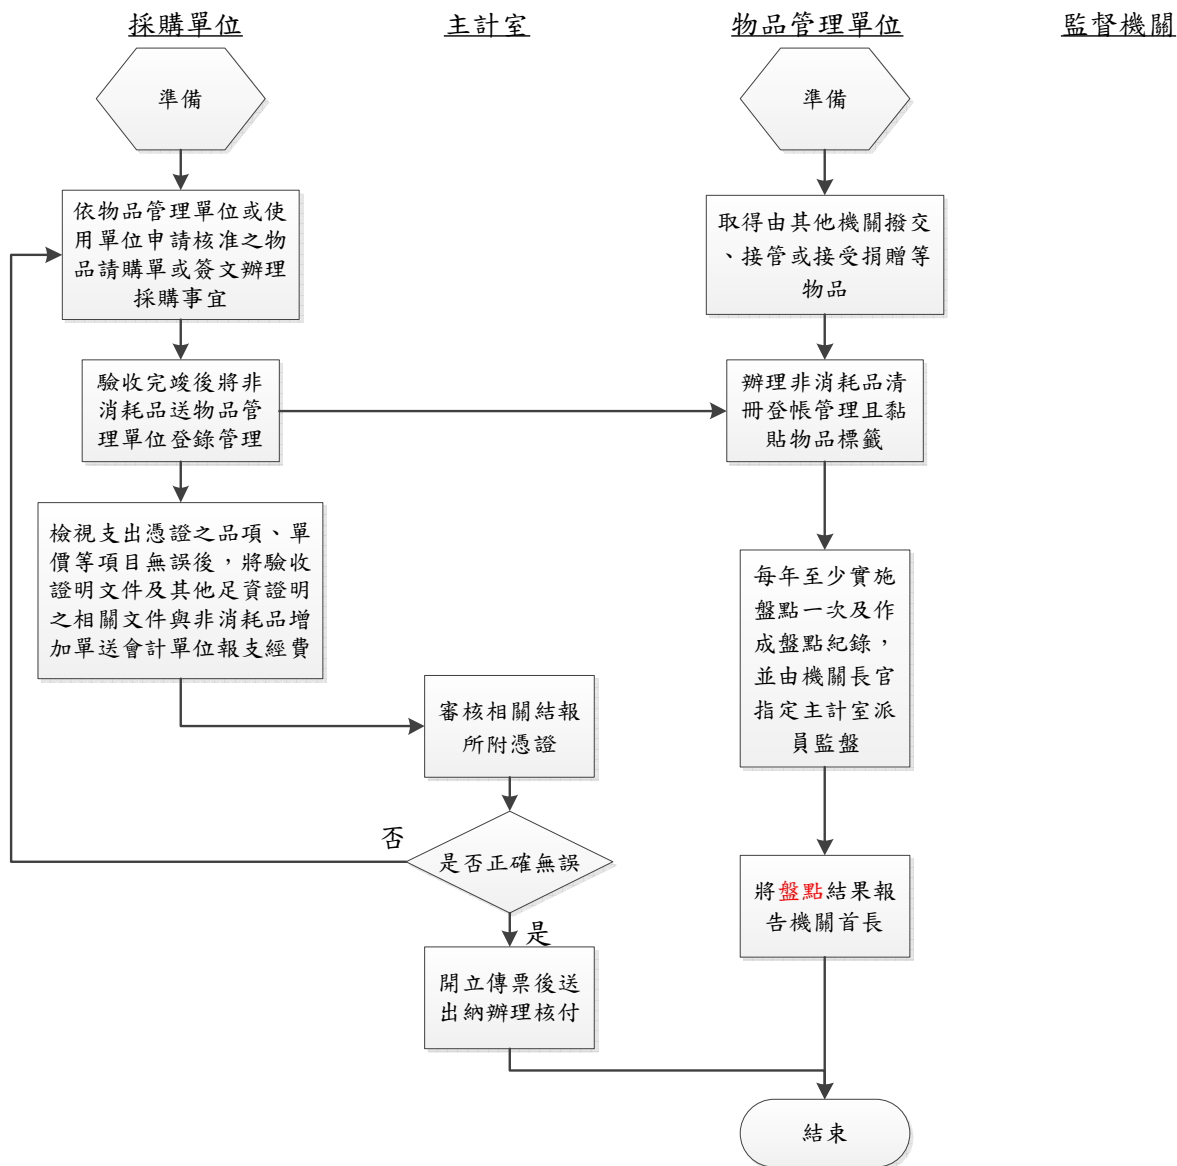 採購單位
主計室
物品管理單位
監督機關
準備
準備
依物品管理單位或使
用單位申請核准之物
品請購單或簽文辦理
採購事宜
取得由其他機關撥交
、接管或接受捐贈等
物品
驗收完竣後將非
消耗品送物品管
理單位登錄管理
辦理非消耗品清
冊登帳管理且黏
貼物品標籤
檢視支出憑證之品項、單
價等項目無誤後，將驗收
證明文件及其他足資證明
之相關文件與非消耗品增
加單送會計單位報支經費
每年至少實施
盤點一次及作
成盤點紀錄，
並由機關長官
指定主計室派
員監盤
審核相關結報
所附憑證
否
是否正確無誤
是
將盤點結果報
告機關首長
開立傳票後送
出納辦理核付
結束